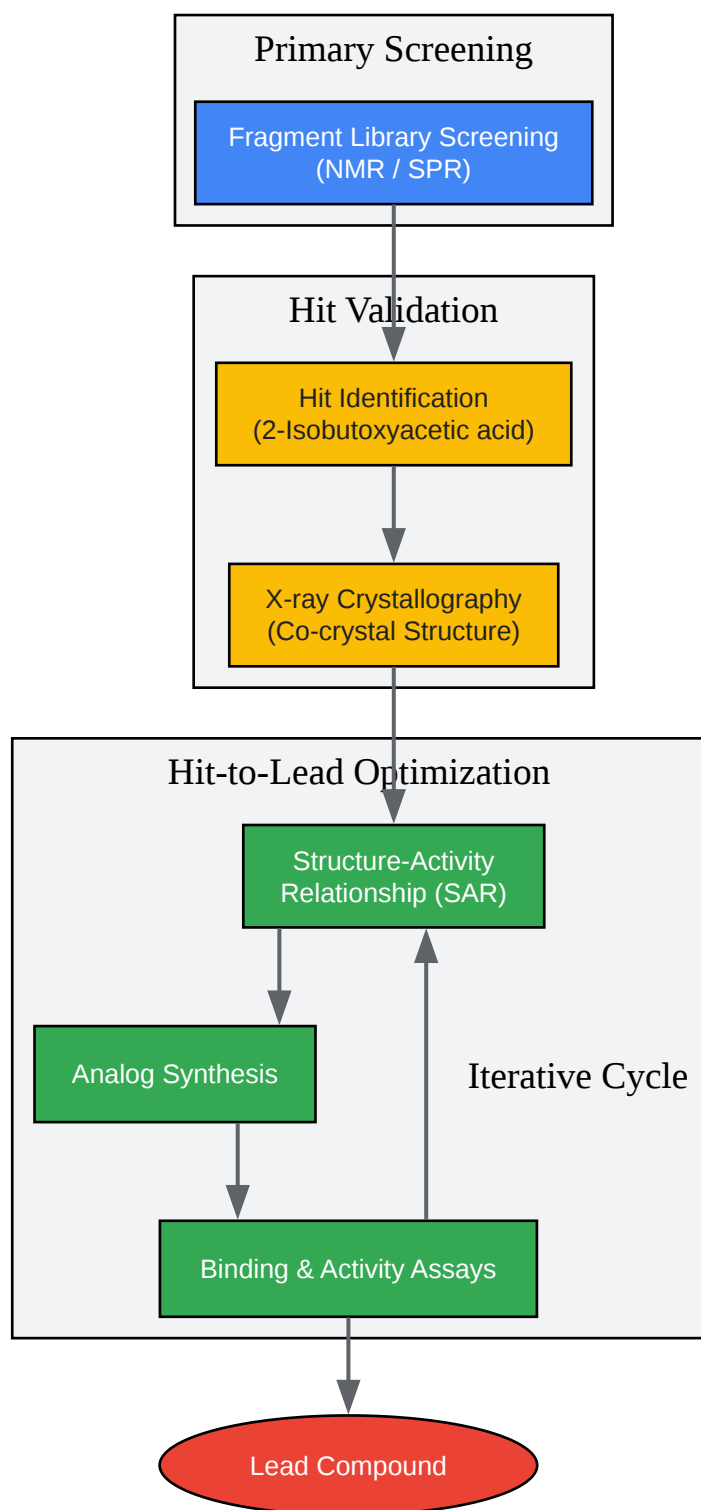 Primary Screening
Fragment Library Screening
(NMR / SPR)
Hit Validation
Hit Identification
(2-Isobutoxyacetic acid)
X-ray Crystallography
(Co-crystal Structure)
Hit-to-Lead Optimization
Structure-Activity
Relationship (SAR)
Analog Synthesis
Iterative Cycle
Binding & Activity Assays
Lead Compound